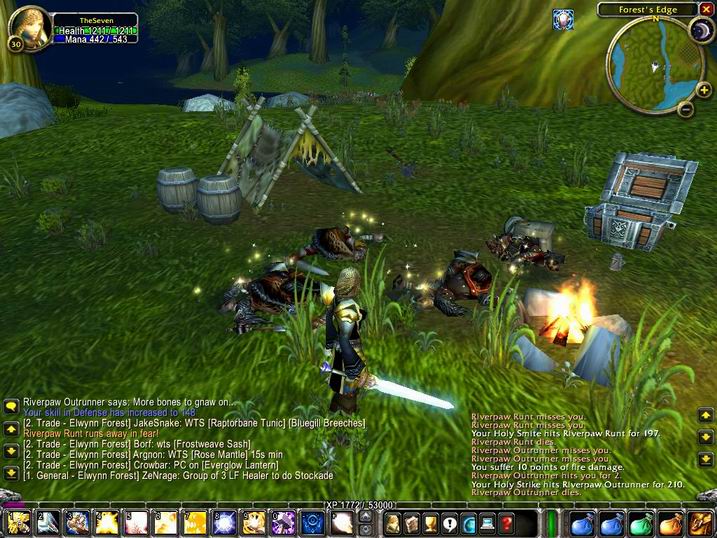 TheSeven
Health 1211 / 1211
Mana 442 / 543
30
Forest's Edge
N
Riverpaw Outrunner says: More bones to gnaw on...
Your skill in Defense has increased to 148
[2. Trade - Elwynn Forest] JakeSnake: WTS [Raptorbane Tunic] [Bluegill Breeches]
Riverpaw Runt runs away in fear!
[2. Trade - Elwynn Forest] Borf: wts [Frostweave Sash]
[2. Trade - Elwynn Forest] Argnon: WTS [Rose Mantle] 15s min
[2. Trade - Elwynn Forest] Crowbar: PC on [Everglow Lantern]
[1. General - Elwynn Forest] ZeNrage: Group of 3 LF Healer to do Stockade
Riverpaw Runt misses you.
Riverpaw Runt misses you.
Your Holy Smite hits Riverpaw Runt for 197.
Riverpaw Runt dies.
Riverpaw Outrunner misses you.
Riverpaw Outrunner misses you.
You suffer 10 points of fire damage.
Riverpaw Outrunner hits you for 2.
Your Holy Strike hits Riverpaw Outrunner for 210.
Riverpaw Outrunner dies.
XP 1772 / 53000